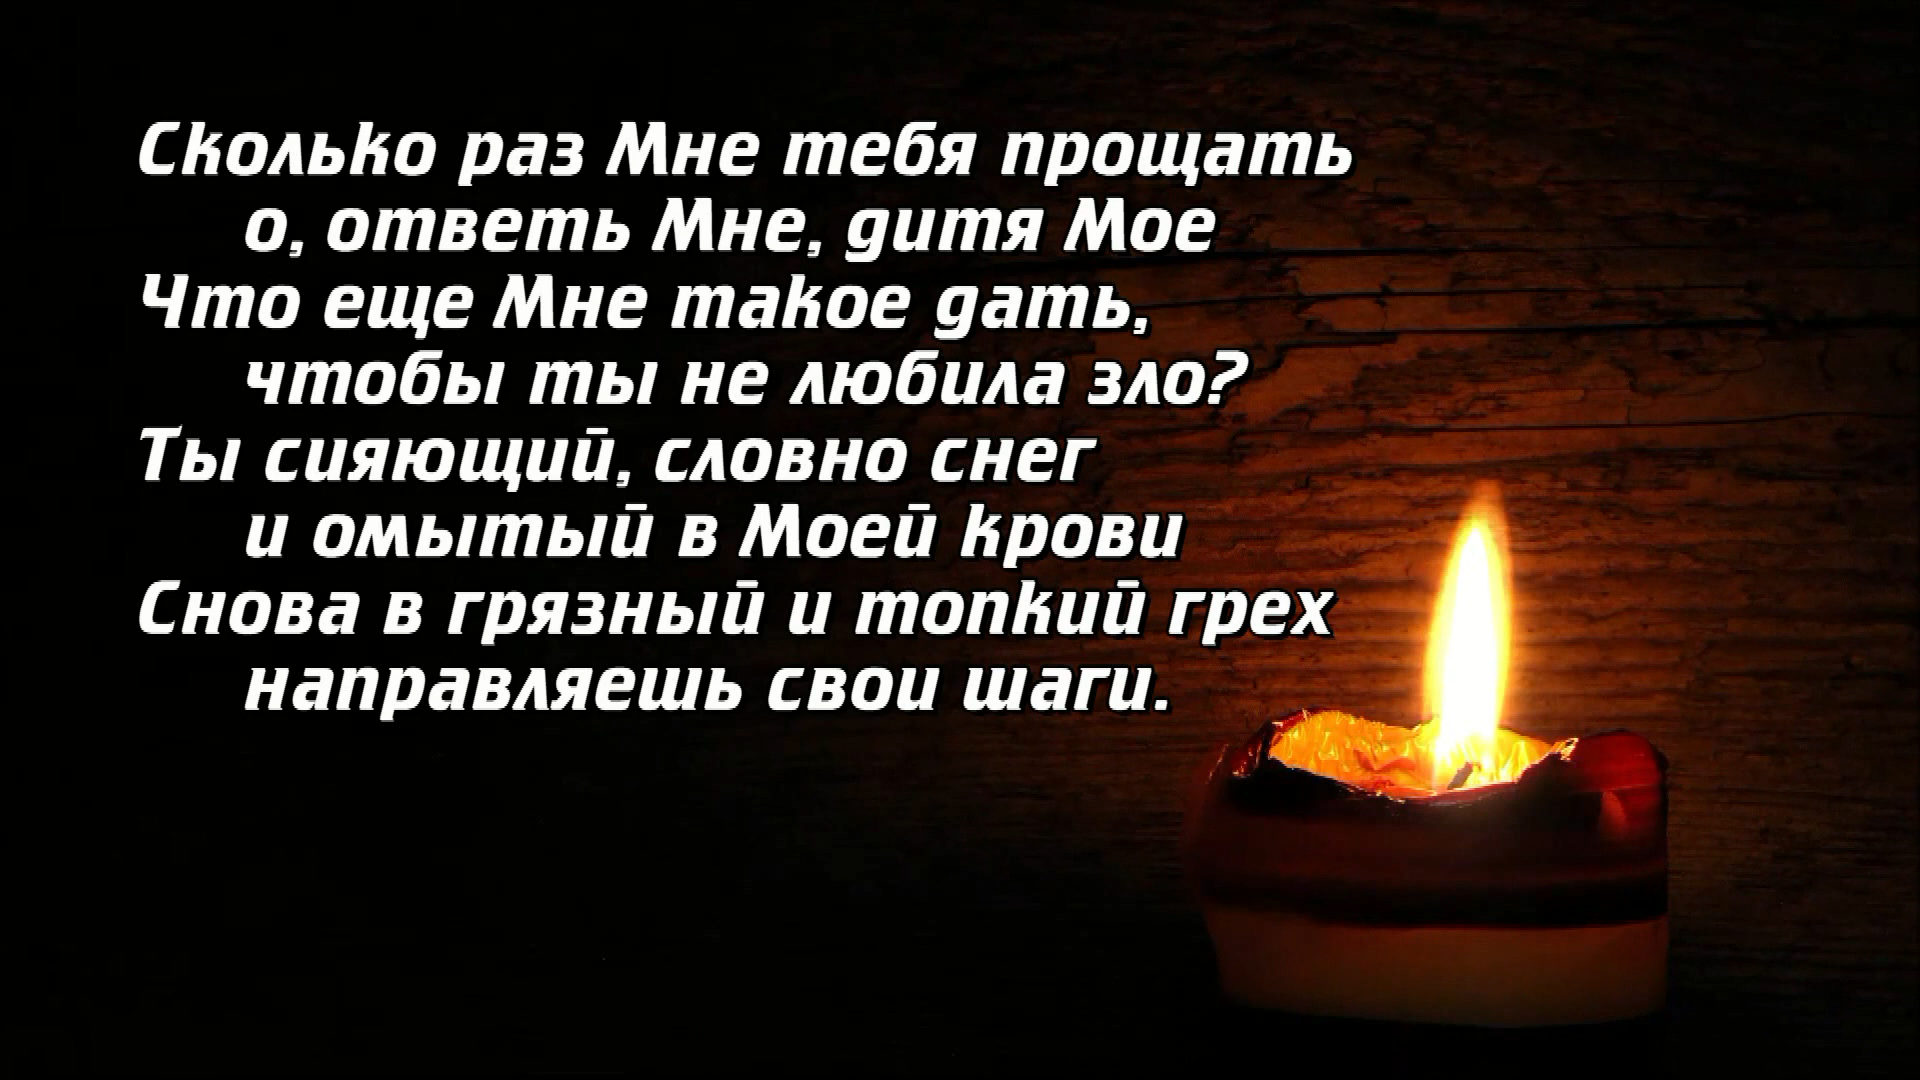 Сколько раз Мне тебя прощать
о, ответь Мне, дитя Мое
Что еще Мне такое дать,
чтобы ты не любила зло?
Ты сияющий, словно снег
и омытый в Моей крови
Снова в грязный и топкий грех
направляешь свои шаги.